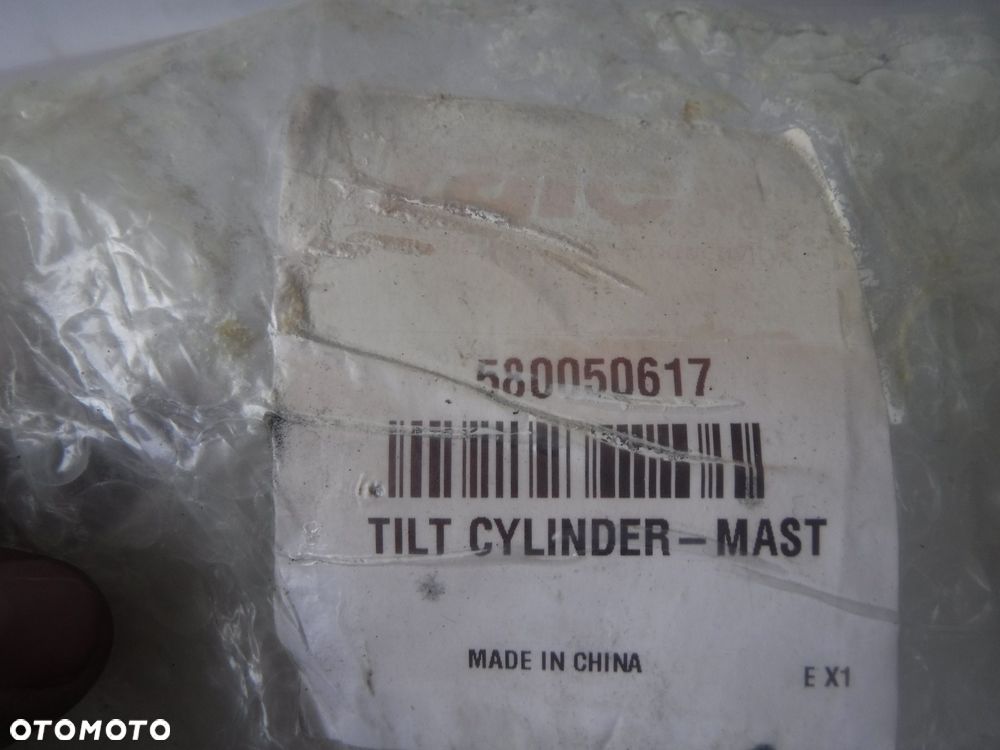 580050617
TILT CYLINDER-MAST
MADE IN CHINA
E X1
OTOMOTO